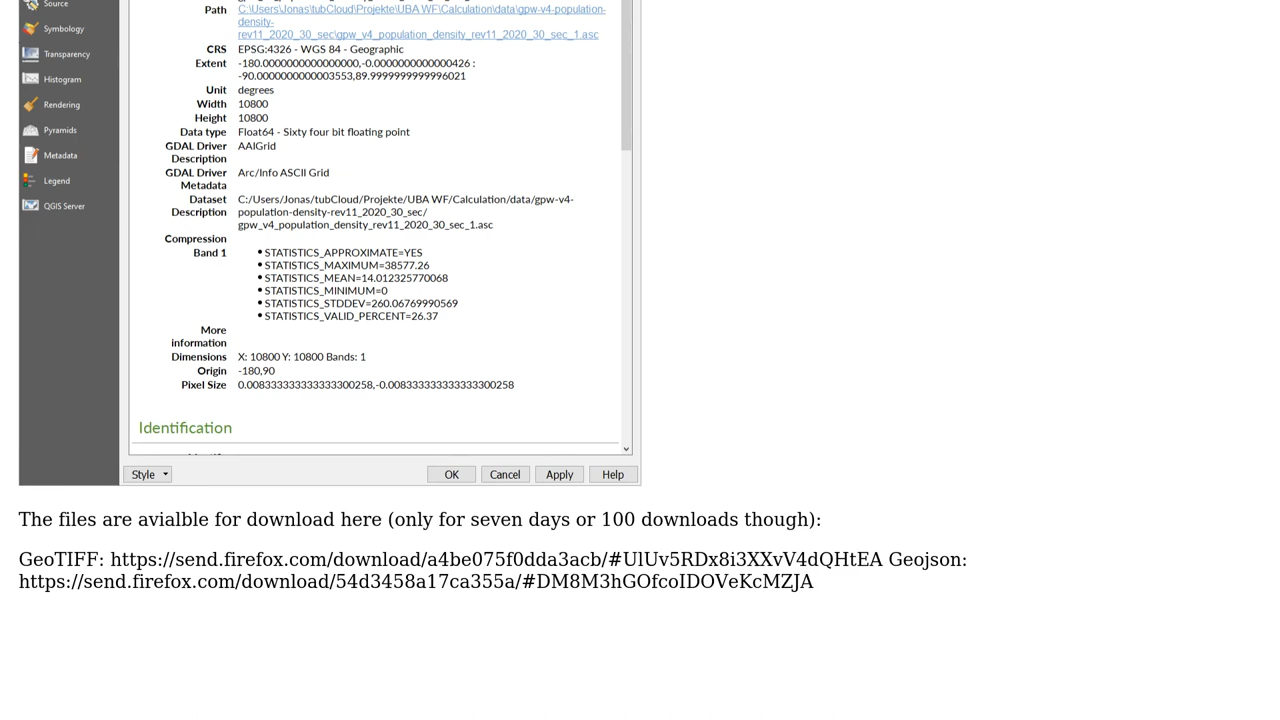 Source
Symbology
Transparency
Histogram
Rendering
Pyramids
Metadata
Legend
QGIS Server
Path C:\Users\Jonas\tubCloud\Projekte\UBA WF\Calculation\data\gpw-v4-population-
density-
rev11_2020_30_sec\gpw_v4_population_density_rev11_2020_30_sec_1.asc
CRS EPSG:4326 - WGS 84 - Geographic
Extent -180.0000000000000000,-0.0000000000000426 :
-90.0000000000003553,89.9999999999996021
Unit degrees
Width 10800
Height 10800
Data type Float64 - Sixty four bit floating point
GDAL Driver AAIGrid
Description
GDAL Driver Arc/Info ASCII Grid
Metadata
Dataset C:/Users/Jonas/tubCloud/Projekte/UBA WF/Calculation/data/gpw-v4-
Description population-density-rev11_2020_30_sec/
gpw_v4_population_density_rev11_2020_30_sec_1.asc
Compression
Band 1 • STATISTICS_APPROXIMATE=YES
• STATISTICS_MAXIMUM=38577.26
• STATISTICS_MEAN=14.012325770068
• STATISTICS_MINIMUM=0
• STATISTICS_STDDEV=260.06769990569
• STATISTICS_VALID_PERCENT=26.37
More
information
Dimensions X: 10800 Y: 10800 Bands: 1
Origin -180,90
Pixel Size 0.008333333333333300258,-0.008333333333333300258
Identification
Style
OK Cancel Apply Help
The files are avialble for download here (only for seven days or 100 downloads though):
GeoTIFF: https://send.firefox.com/download/a4be075f0dda3acb/#UlUv5RDx8i3XXvV4dQHtEA Geojson:
https://send.firefox.com/download/54d3458a17ca355a/#DM8M3hGOfcoIDOVeKcMZJA